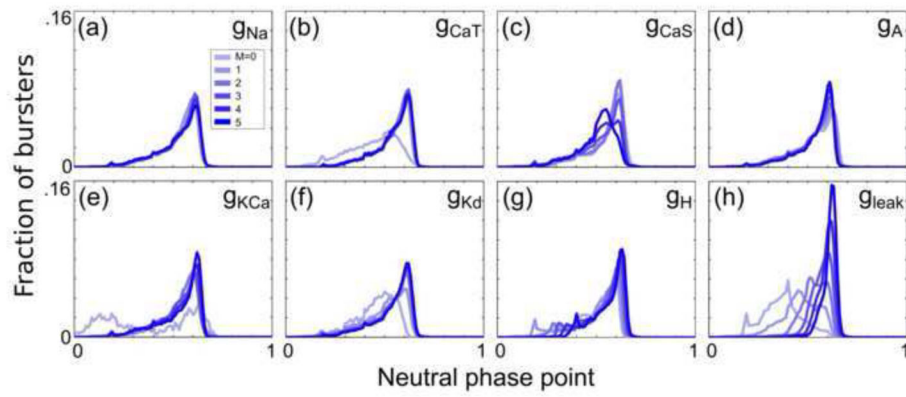 .16
(a) gNa
(b) gCaT
(c) gCaS
(d) gA
M=0
1
2
3
4
5
0
.16
(e) gKCa
(f) gKd
(g) gH
(h) gleak
0
0
1
0
1
0
1
0
1
Fraction of bursters
Neutral phase point